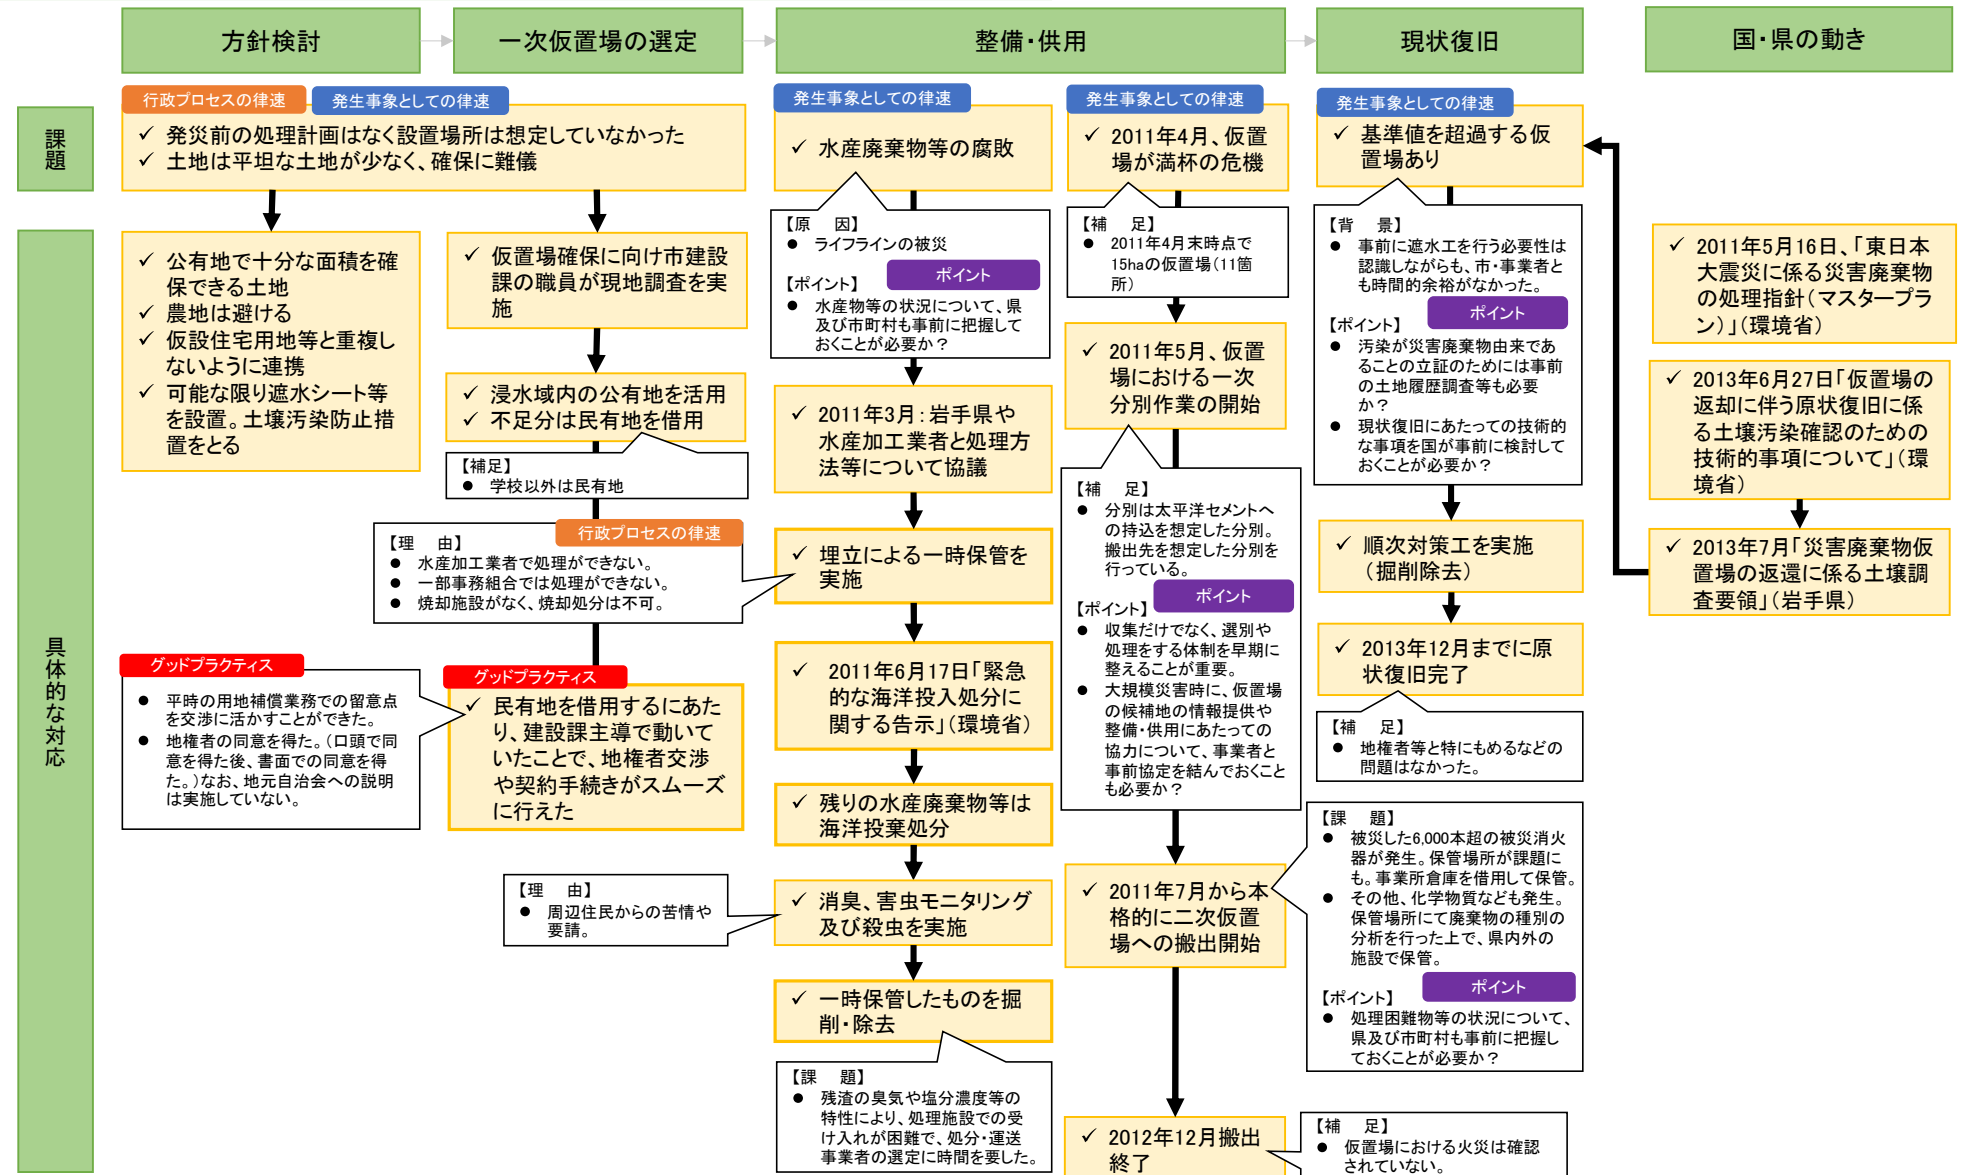 方針検討
一次仮置場の選定
整備・供用
現状復旧
国・県の動き
課題
行政プロセスの律速
発生事象としての律速
✓ 発災前の処理計画はなく設置場所は想定していなかった
✓ 土地は平坦な土地が少なく、確保に難儀
発生事象としての律速
✓ 水産廃棄物等の腐敗
発生事象としての律速
✓ 2011年4月、仮置
場が満杯の危機
発生事象としての律速
✓ 基準値を超過する仮
置場あり
具体的な対応
✓ 公有地で十分な面積を確
保できる土地
✓ 農地は避ける
✓ 仮設住宅用地等と重複し
ないように連携
✓ 可能な限り遮水シート等
を設置。土壌汚染防止措
置をとる
グッドプラクティス
● 平時の用地補償業務での留意点
を交渉に活かすことができた。
● 地権者の同意を得た。（口頭で同
意を得た後、書面での同意を得
た。）なお、地元自治会への説明
は実施していない。
✓ 仮置場確保に向け市建設
課の職員が現地調査を実
施
✓ 浸水域内の公有地を活用
✓ 不足分は民有地を借用
【補足】
● 学校以外は民有地
行政プロセスの律速
【理　由】
● 水産加工業者で処理ができない。
● 一部事務組合では処理ができない。
● 焼却施設がなく、焼却処分は不可。
グッドプラクティス
✓ 民有地を借用するにあた
り、建設課主導で動いて
いたことで、地権者交渉
や契約手続きがスムーズ
に行えた
【理　由】
● 周辺住民からの苦情や
要請。
【原　因】
● ライフラインの被災
ポイント
【ポイント】
● 水産物等の状況について、県
及び市町村も事前に把握して
おくことが必要か？
✓ 2011年3月：岩手県や
水産加工業者と処理方
法等について協議
✓ 埋立による一時保管を
実施
✓ 2011年6月17日「緊急
的な海洋投入処分に
関する告示」（環境省）
✓ 残りの水産廃棄物等は
海洋投棄処分
✓ 消臭、害虫モニタリング
及び殺虫を実施
✓ 一時保管したものを掘
削・除去
【課　題】
● 残渣の臭気や塩分濃度等の
特性により、処理施設での受
け入れが困難で、処分・運送
事業者の選定に時間を要した。
【補　足】
● 2011年4月末時点で
15haの仮置場（11箇
所）
✓ 2011年5月、仮置
場における一次
分別作業の開始
【補　足】
● 分別は太平洋セメントへ
の持込を想定した分別。
搬出先を想定した分別を
行っている。
ポイント
【ポイント】
● 収集だけでなく、選別や
処理をする体制を早期に
整えることが重要。
● 大規模災害時に、仮置場
の候補地の情報提供や
整備・供用にあたっての
協力について、事業者と
事前協定を結んでおくこと
も必要か？
✓ 2011年7月から本
格的に二次仮置
場への搬出開始
✓ 2012年12月搬出
終了
【背　景】
● 事前に遮水工を行う必要性は
認識しながらも、市・事業者と
も時間的余裕がなかった。
ポイント
【ポイント】
● 汚染が災害廃棄物由来であ
ることの立証のためには事前
の土地履歴調査等も必要
か？
● 現状復旧にあたっての技術的
な事項を国が事前に検討して
おくことが必要か？
✓ 順次対策工を実施
（掘削除去）
✓ 2013年12月までに原
状復旧完了
【補　足】
● 地権者等と特にもめるなどの
問題はなかった。
【課　題】
● 被災した6,000本超の被災消火
器が発生。保管場所が課題に
も。事業所倉庫を借用して保管。
● その他、化学物質なども発生。
保管場所にて廃棄物の種別の
分析を行った上で、県内外の
施設で保管。
ポイント
【ポイント】
● 処理困難物等の状況について、
県及び市町村も事前に把握し
ておくことが必要か？
【補　足】
● 仮置場における火災は確認
されていない。
✓ 2011年5月16日、「東日本
大震災に係る災害廃棄物
の処理指針（マスタープラ
ン）」（環境省）
✓ 2013年6月27日「仮置場の
返却に伴う原状復旧に係
る土壌汚染確認のための
技術的事項について」（環
境省）
✓ 2013年7月「災害廃棄物仮
置場の返還に係る土壌調
査要領」（岩手県）